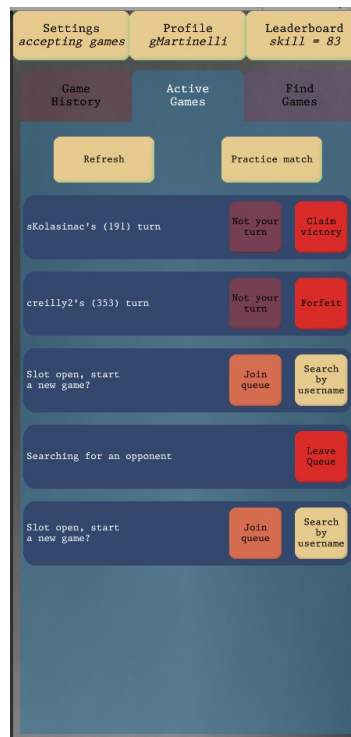 Settings
accepting games
Profile
gMartinelli
Leaderboard
skill = 83
Game
History
Active
Games
Find
Games
Refresh
Practice match
sKolasinac's (191) turn
Not your
turn
Claim
victory
creilly2's (353) turn
Not your
turn
Forfeit
Slot open, start
a new game?
Join
queue
Search
by
username
Searching for an opponent
Leave
Queue
Slot open, start
a new game?
Join
queue
Search
by
username